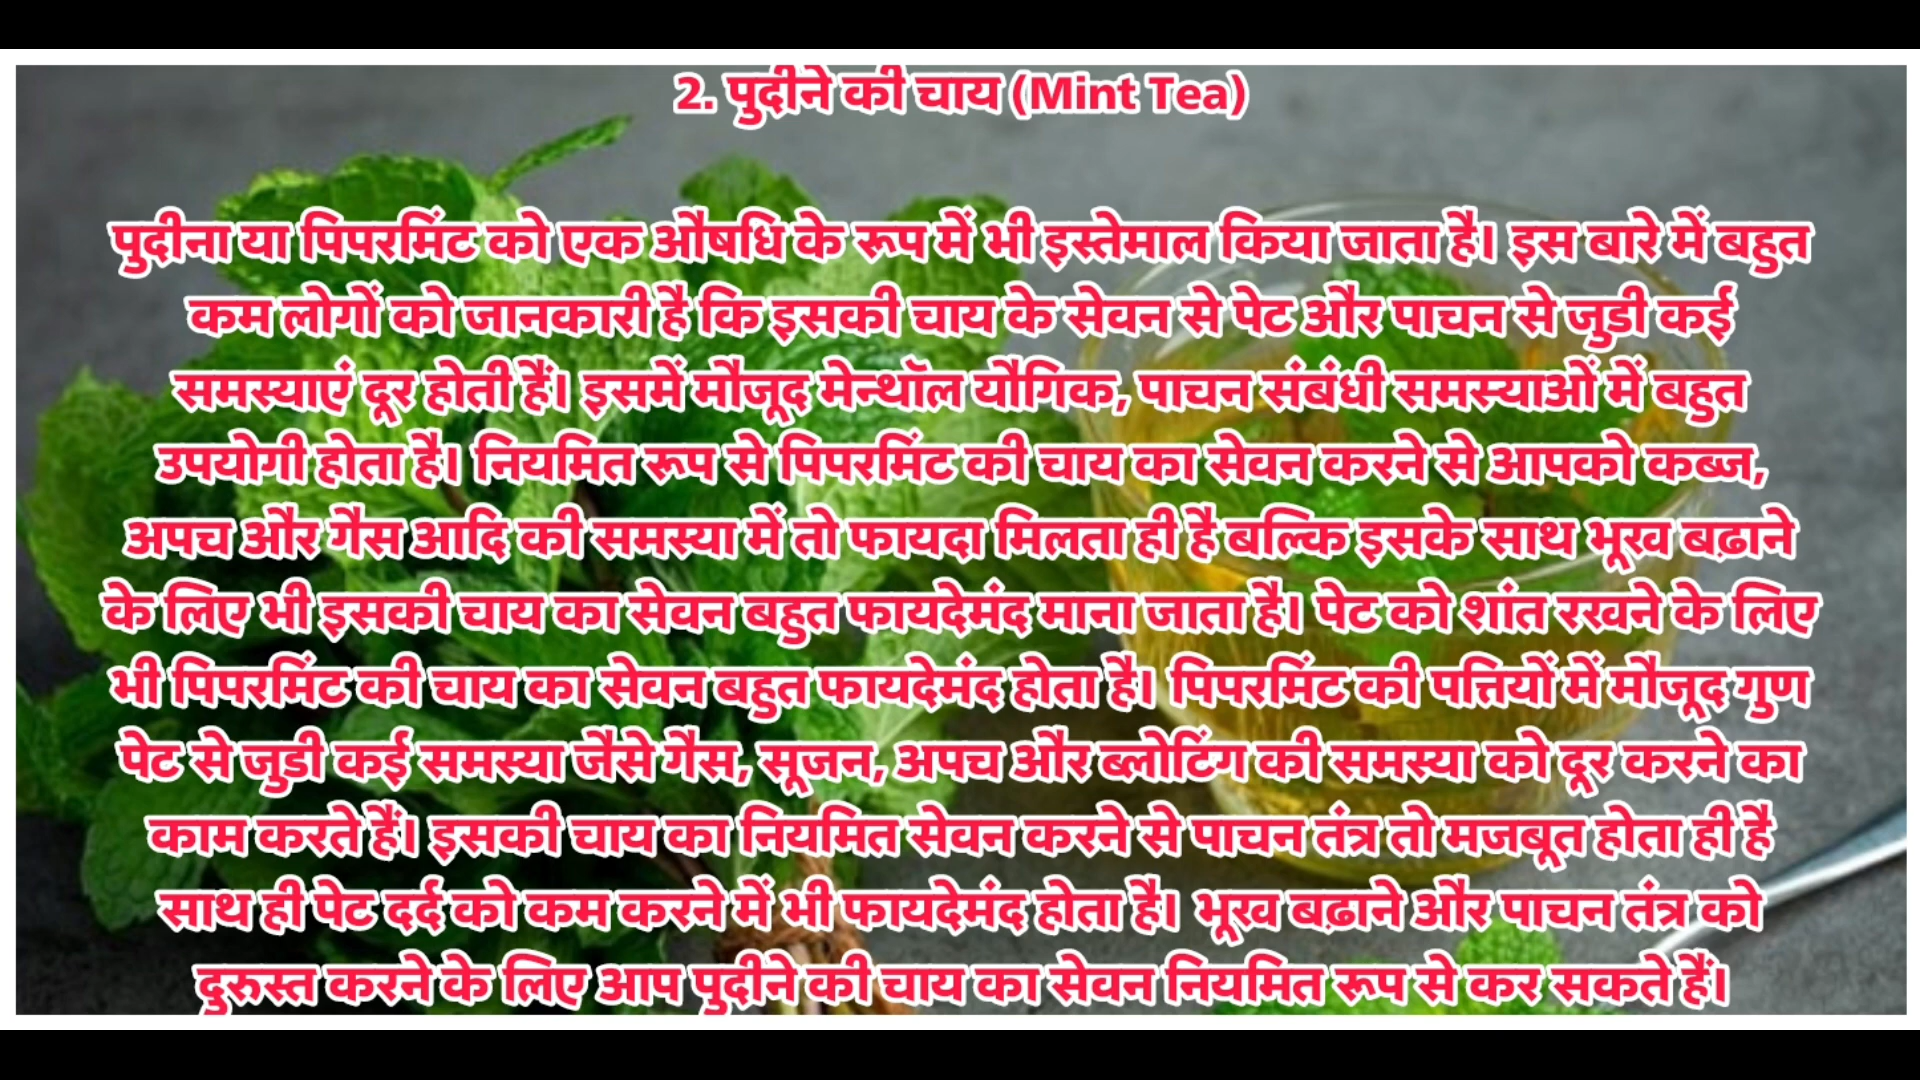 2. पुदीने की चाय (Mint Tea)
पुदीना या पिपरमिंट को एक औषधि के रूप में भी इस्तेमाल किया जाता है। इस बारे में बहुत
कम लोगों को जानकारी है कि इसकी चाय के सेवन से पेट और पाचन से जुडी कई
समस्याएं दूर होती हैं। इसमें मौजूद मेन्थॉल यौगिक, पाचन संबंधी समस्याओं में बहुत
उपयोगी होता है। नियमित रूप से पिपरमिंट की चाय का सेवन करने से आपको कब्ज,
अपच और गैस आदि की समस्या में तो फायदा मिलता ही है बल्कि इसके साथ भूख बढ़ाने
के लिए भी इसकी चाय का सेवन बहुत फायदेमंद माना जाता है। पेट को शांत रखने के लिए
भी पिपरमिंट की चाय का सेवन बहुत फायदेमंद होता है। पिपरमिंट की पत्तियों में मौजूद गुण
पेट से जुडी कई समस्या जैसे गैस, सूजन, अपच और ब्लोटिंग की समस्या को दूर करने का
काम करते हैं। इसकी चाय का नियमित सेवन करने से पाचन तंत्र तो मजबूत होता ही है
साथ ही पेट दर्द को कम करने में भी फायदेमंद होता है। भूख बढ़ाने और पाचन तंत्र को
दुरुस्त करने के लिए आप पुदीने की चाय का सेवन नियमित रूप से कर सकते हैं।